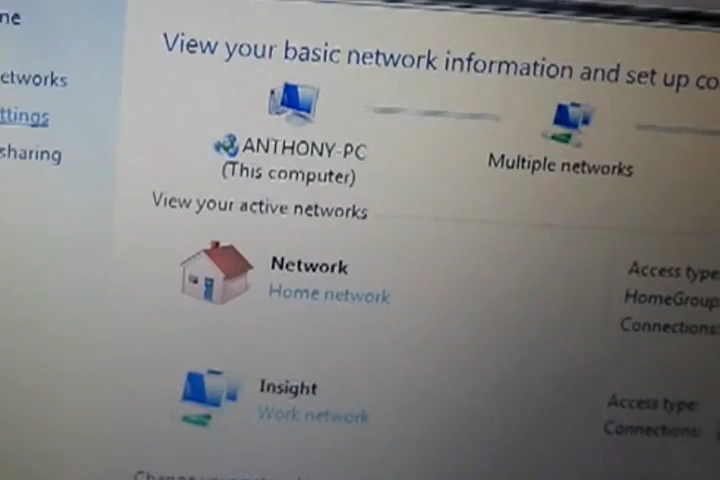 ne
View your basic network information and set up co
etworks
ttings
sharing
ANTHONY-PC
(This computer)
Multiple networks
View your active networks
Network
Home network
Access type
HomeGroup
Connections:
Insight
Work network
Access type:
Connections: